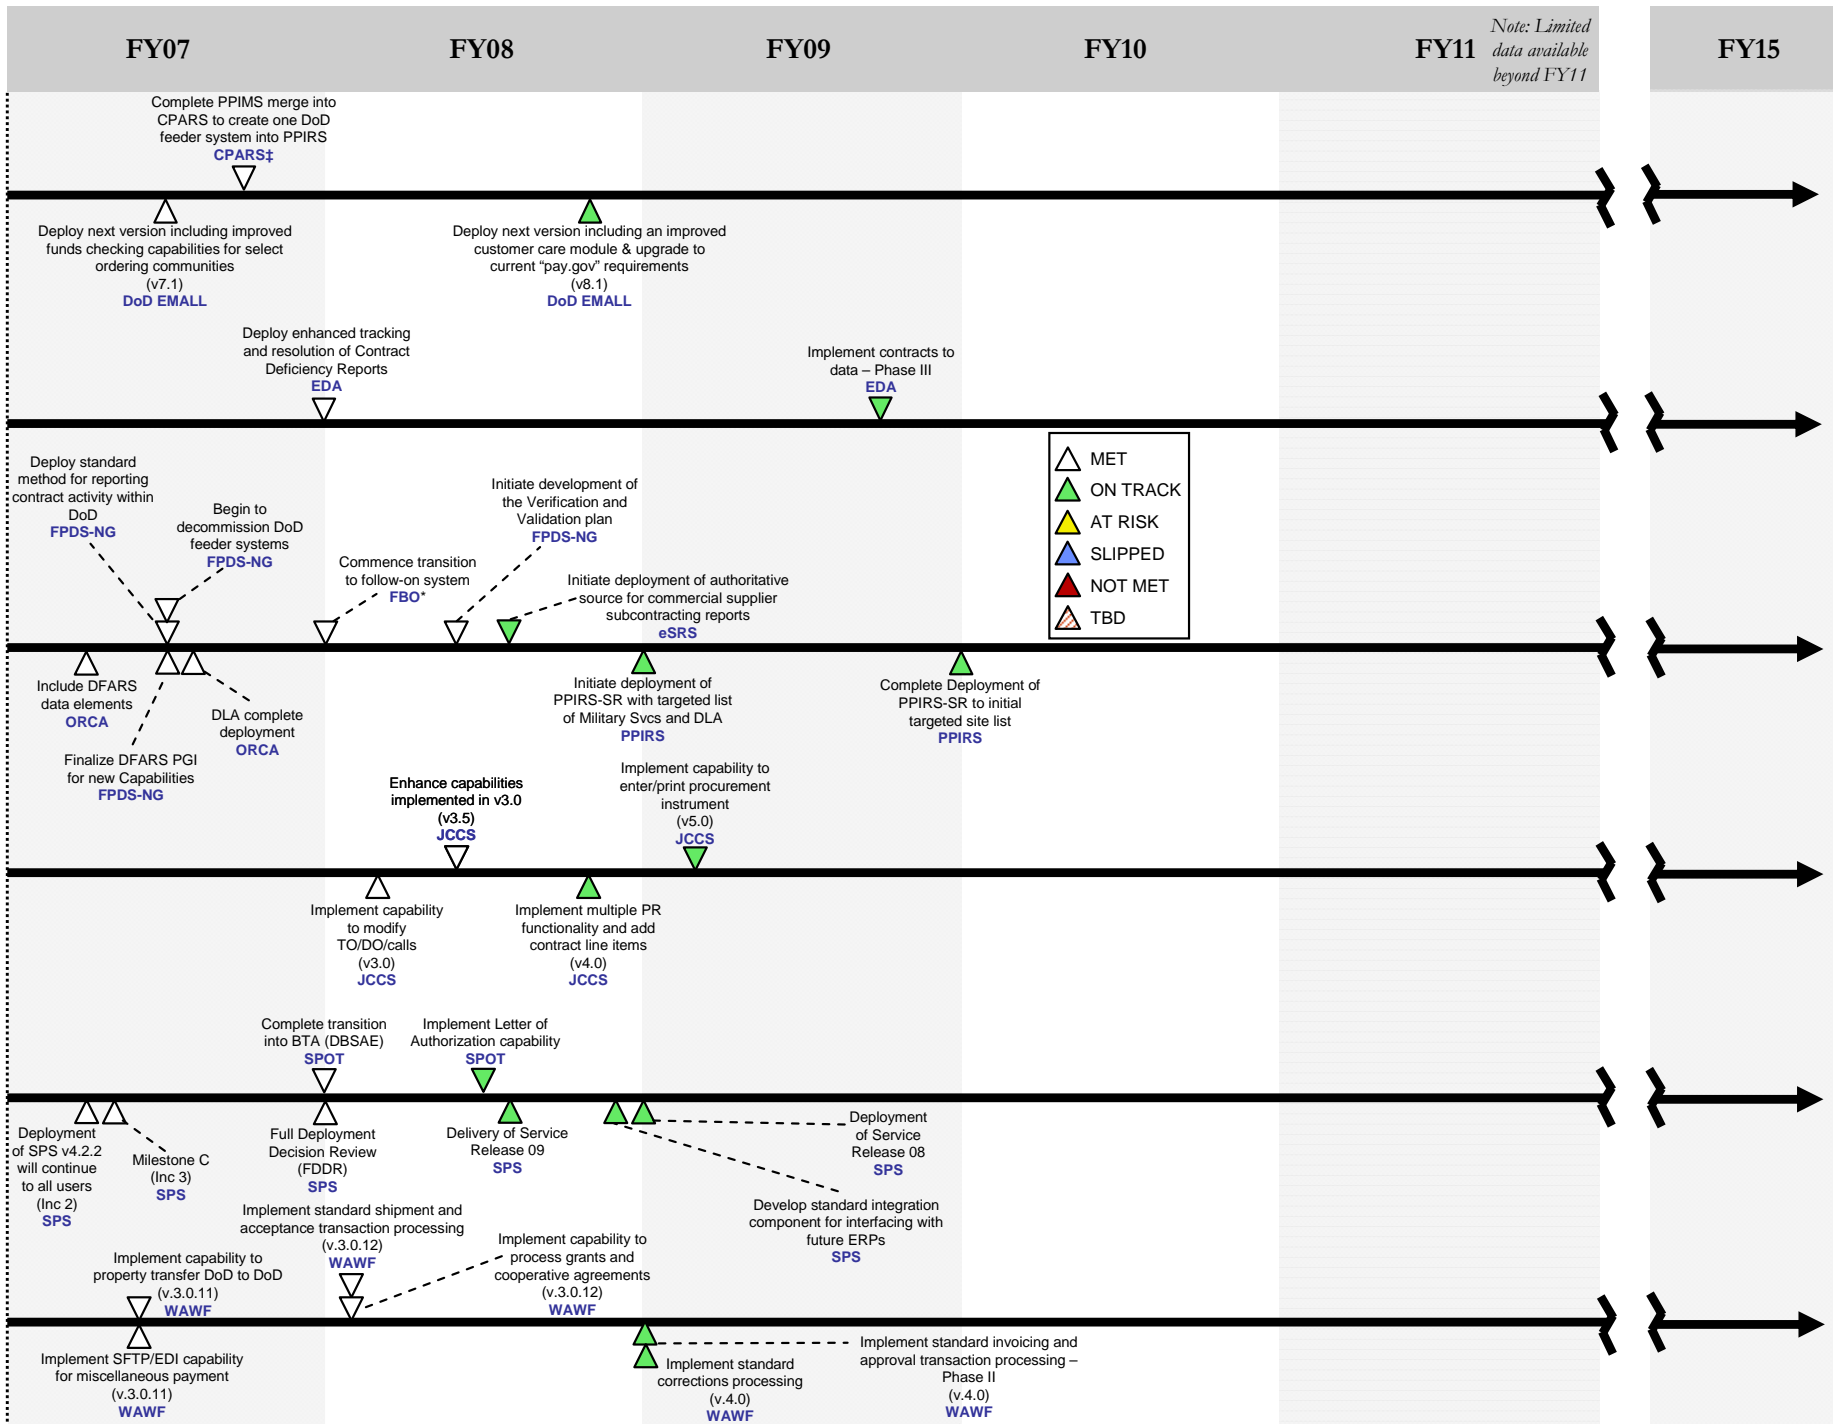 FY07
FY08
FY09
FY10
FY11
Note: Limited
data available
beyond FY11
FY15
Complete PPIMS merge into
CPARS to create one DoD
feeder system into PPIRS
CPARS‡
Deploy next version including improved
funds checking capabilities for select
ordering communities
(v7.1)
DoD EMALL
Deploy next version including an improved
customer care module & upgrade to
current “pay.gov” requirements
(v8.1)
DoD EMALL
Deploy enhanced tracking
and resolution of Contract
Deficiency Reports
EDA
Implement contracts to
data – Phase III
EDA
MET
ON TRACK
AT RISK
SLIPPED
NOT MET
TBD
Deploy standard
method for reporting
contract activity within
DoD
FPDS-NG
Begin to
decommission DoD
feeder systems
FPDS-NG
Commence transition
to follow-on system
FBO*
Initiate development of
the Verification and
Validation plan
FPDS-NG
Initiate deployment of authoritative
source for commercial supplier
subcontracting reports
eSRS
Include DFARS
data elements
ORCA
Finalize DFARS PGI
for new Capabilities
FPDS-NG
DLA complete
deployment
ORCA
Initiate deployment of
PPIRS-SR with targeted list
of Military Svcs and DLA
PPIRS
Complete Deployment of
PPIRS-SR to initial
targeted site list
PPIRS
Enhance capabilities
implemented in v3.0
(v3.5)
JCCS
Implement capability to
enter/print procurement
instrument
(v5.0)
JCCS
Implement capability
to modify
TO/DO/calls
(v3.0)
JCCS
Implement multiple PR
functionality and add
contract line items
(v4.0)
JCCS
Complete transition
into BTA (DBSAE)
SPOT
Implement Letter of
Authorization capability
SPOT
Deployment
of SPS v4.2.2
will continue
to all users
(Inc 2)
SPS
Milestone C
(Inc 3)
SPS
Full Deployment
Decision Review
(FDDR)
SPS
Delivery of Service
Release 09
SPS
Deployment
of Service
Release 08
SPS
Develop standard integration
component for interfacing with
future ERPs
SPS
Implement capability to
property transfer DoD to DoD
(v.3.0.11)
WAWF
Implement standard shipment and
acceptance transaction processing
(v.3.0.12)
WAWF
Implement capability to
process grants and
cooperative agreements
(v.3.0.12)
WAWF
Implement SFTP/EDI capability
for miscellaneous payment
(v.3.0.11)
WAWF
Implement standard
corrections processing
(v.4.0)
WAWF
Implement standard invoicing and
approval transaction processing –
Phase II
(v.4.0)
WAWF